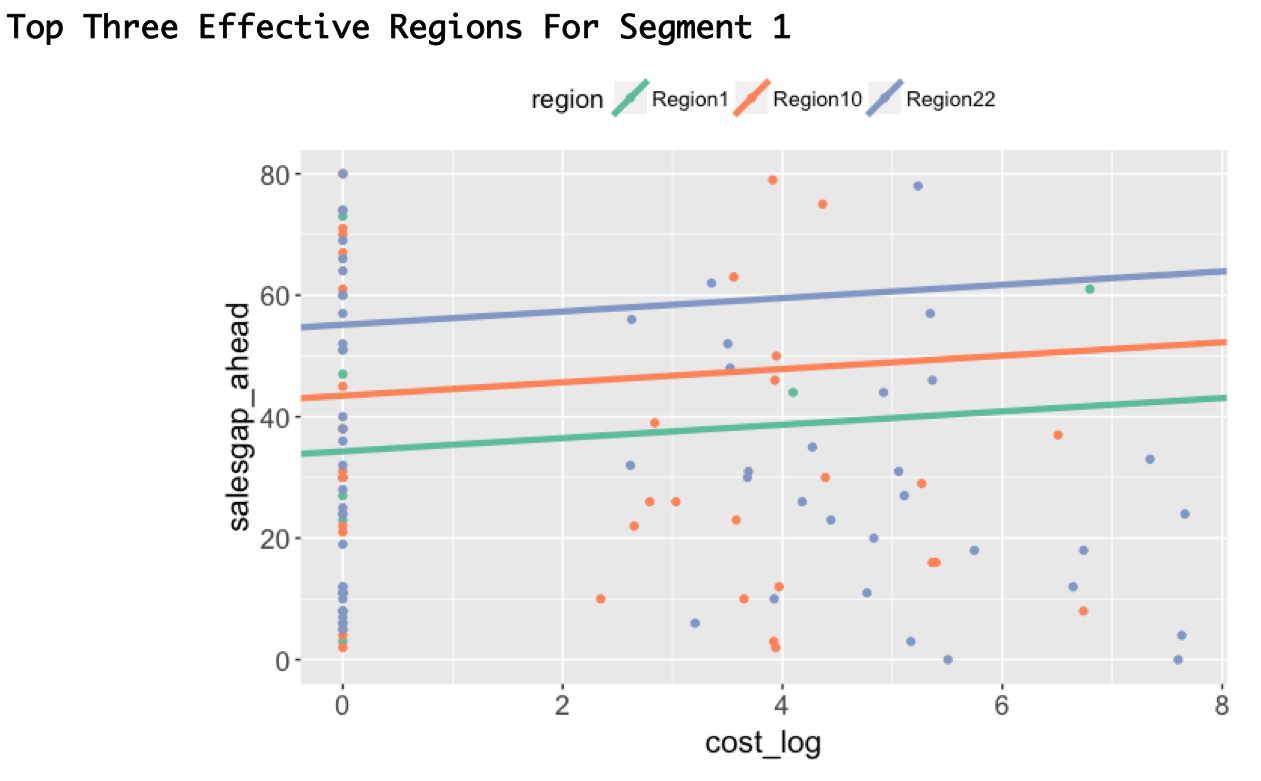 Top Three Effective Regions For Segment 1
region Region1 Region10 Region22
80
60
40
20
0
salesgap_ahead
0 2 4 6 8
cost_log